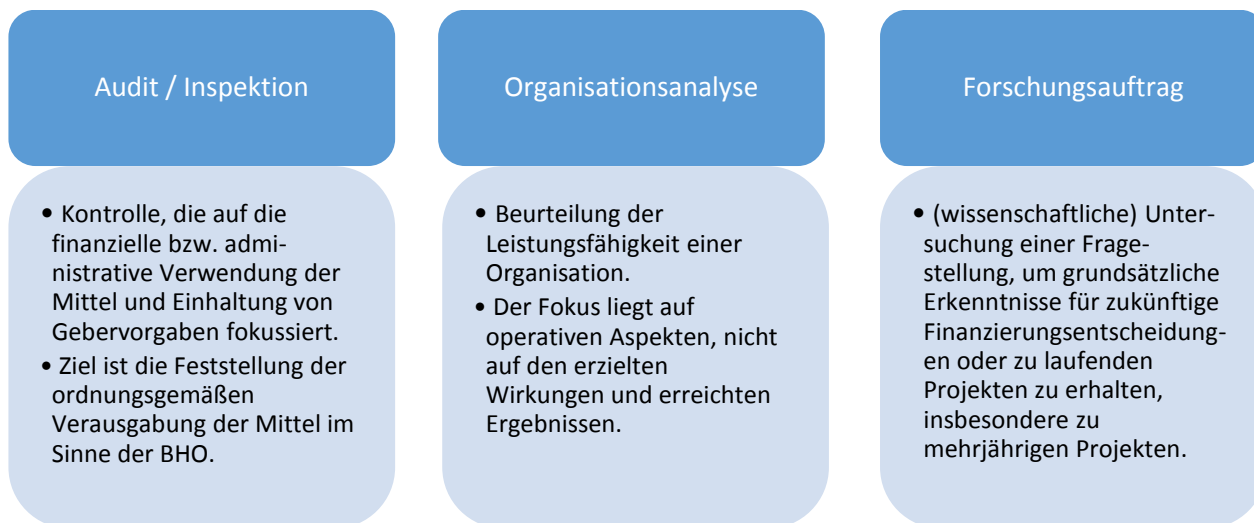 Audit / Inspektion
• Kontrolle, die auf die
finanzielle bzw. admi-
nistrative Verwendung der
Mittel und Einhaltung von
Gebervorgaben fokussiert.
• Ziel ist die Feststellung der
ordnungsgemäßen
Verausgabung der Mittel im
Sinne der BHO.
Organisationsanalyse
• Beurteilung der
Leistungsfähigkeit einer
Organisation.
• Der Fokus liegt auf
operativen Aspekten, nicht
auf den erzielten
Wirkungen und erreichten
Ergebnissen.
Forschungsauftrag
• (wissenschaftliche) Unter-
suchung einer Frage-
stellung, um grundsätzliche
Erkenntnisse für zukünftige
Finanzierungsentscheidung-
en oder zu laufenden
Projekten zu erhalten,
insbesondere zu
mehrjährigen Projekten.